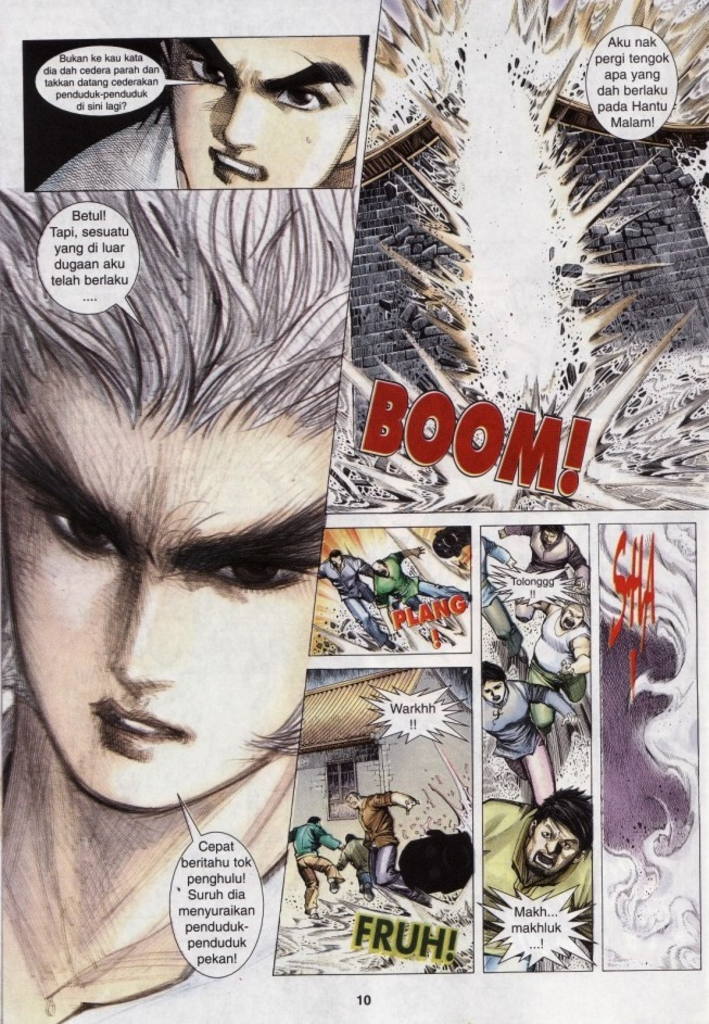 Bukan ke kau kata
dia dah cedera parah dan
takkan datang cederakan
penduduk-penduduk
di sini lagi?
Betul!
Tapi, sesuatu
yang di luar
dugaan aku
telah berlaku
....
Cepat
beritahu tok
penghulu!
Suruh dia
menyuraikan
penduduk-
penduduk
pekan!
Aku nak
pergi tengok
apa yang
dah berlaku
pada Hantu
Malam!
BOOM!
PLANG
!
Warkhh
!!
FRUH!
Tolonggg
!!
Makh...
makhluk
...!
SHA
!
10